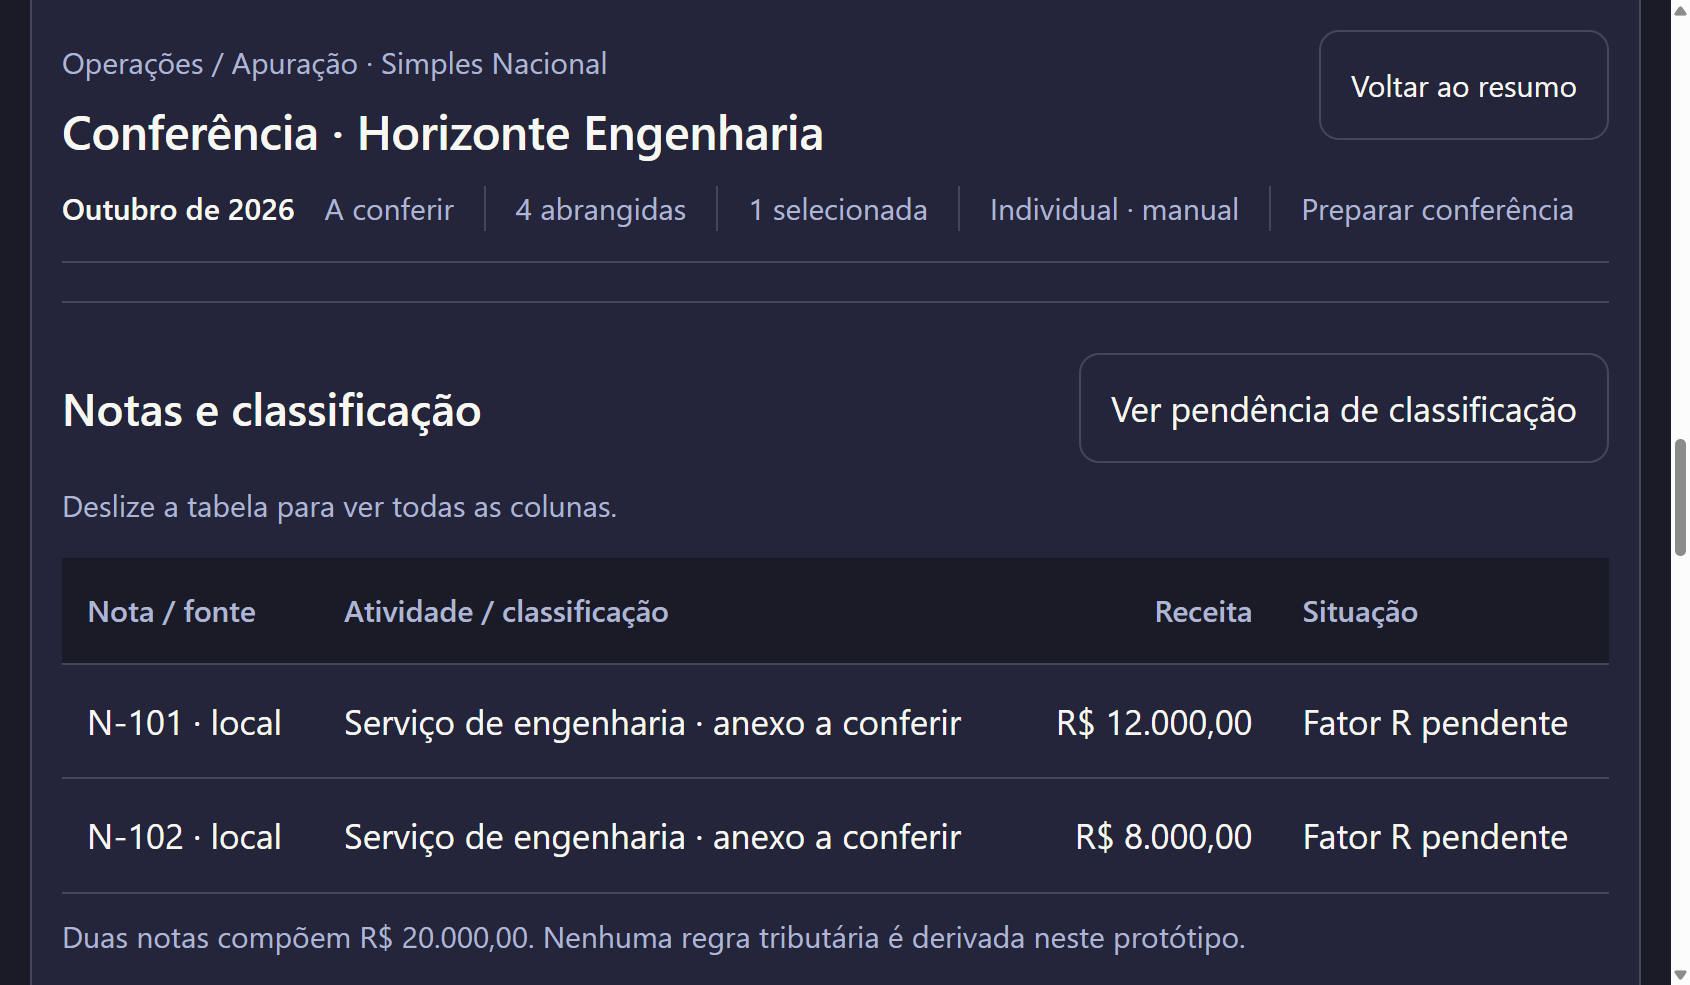 Operações / Apuração · Simples Nacional
Voltar ao resumo
Conferência · Horizonte Engenharia
Outubro de 2026 A conferir 4 abrangidas 1 selecionada Individual · manual Preparar conferência
Notas e classificação
Ver pendência de classificação
Deslize a tabela para ver todas as colunas.
Nota / fonte Atividade / classificação Receita Situação
N-101 · local Serviço de engenharia · anexo a conferir R$ 12.000,00 Fator R pendente
N-102 · local Serviço de engenharia · anexo a conferir R$ 8.000,00 Fator R pendente
Duas notas compõem R$ 20.000,00. Nenhuma regra tributária é derivada neste protótipo.